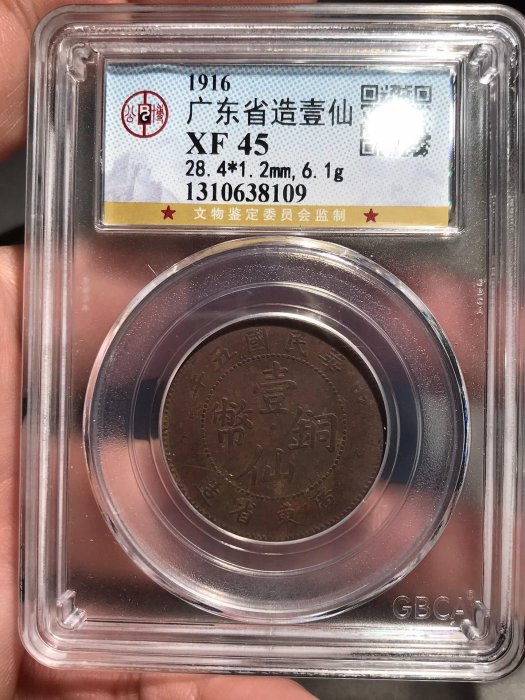 1916
广东省造壹仙
XF 45
28.4*1.2mm,6.1g
1310638109
★ 文物鉴定委员会监制 ★
華民國五年
壹仙
銅幣
廣東省造
GBCA